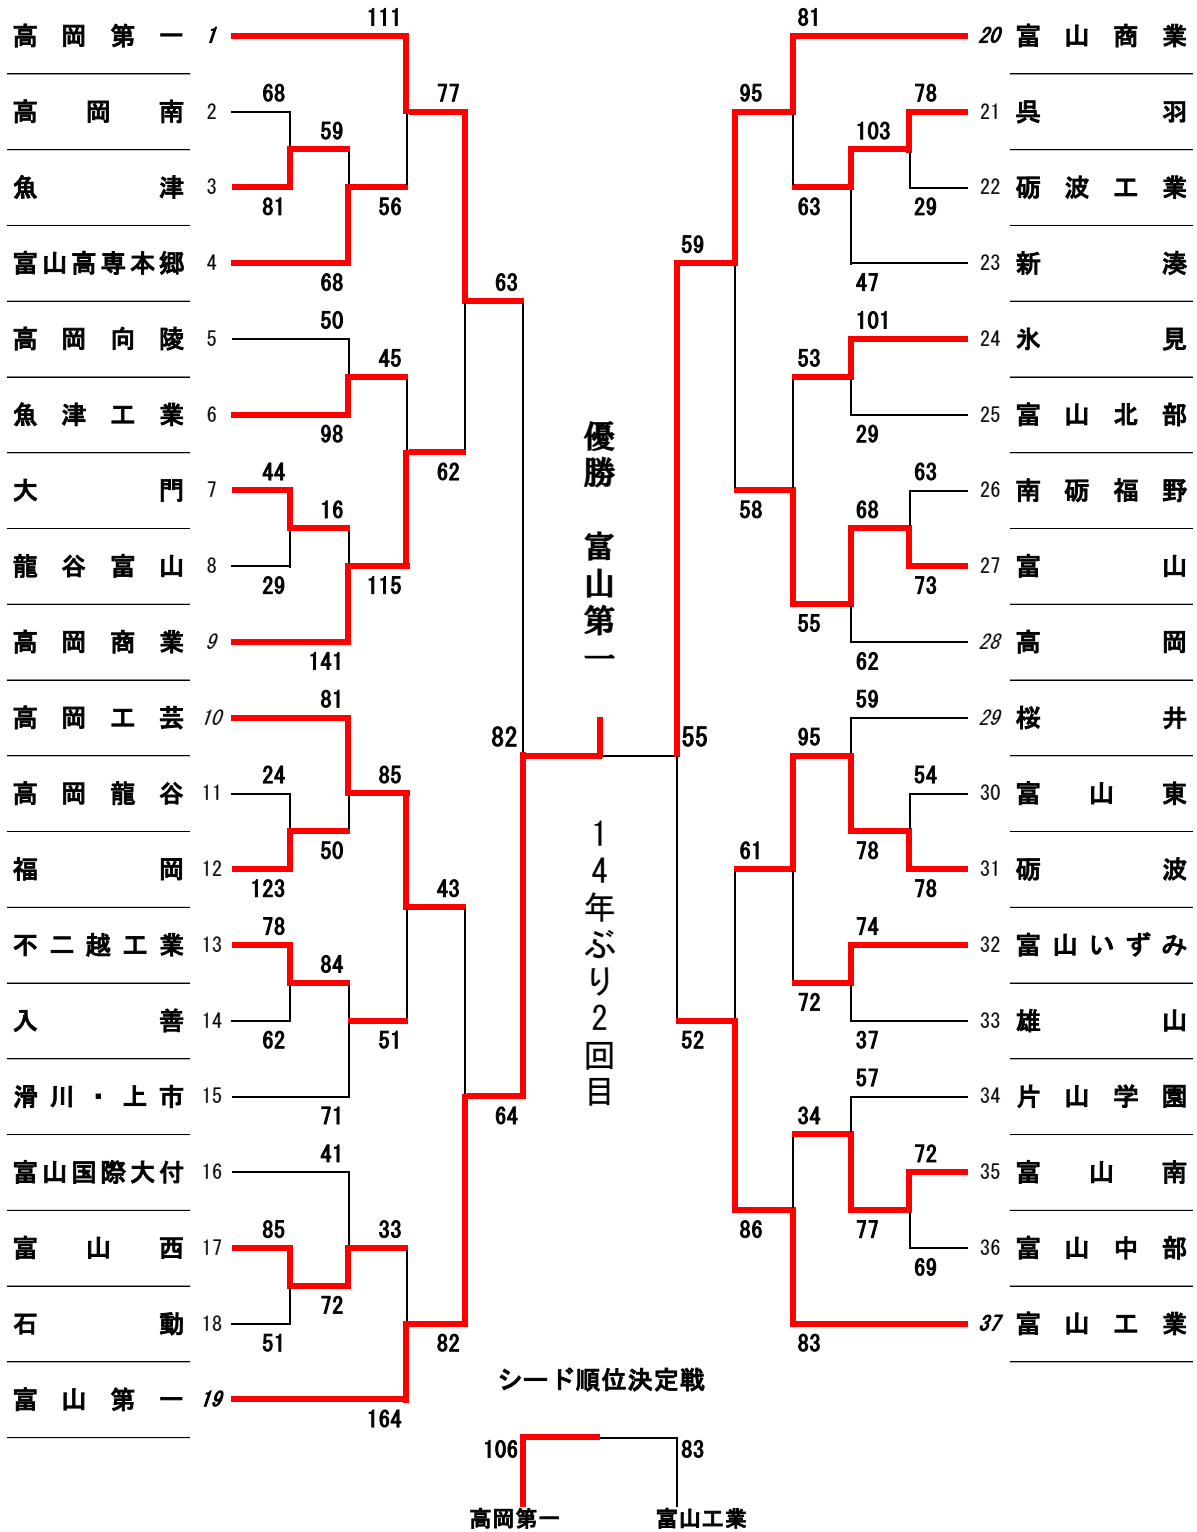 高岡第一 1
高岡南 2
魚津 3
富山高専本郷 4
高岡向陵 5
魚津工業 6
大門 7
龍谷富山 8
高岡商業 9
高岡工芸 10
高岡龍谷 11
福岡 12
不二越工業 13
入善 14
滑川・上市 15
富山国際大付 16
富山西 17
石動 18
富山第一 19
111
68
81
59
68
56
77
50
98
45
44
29
16
141
115
62
63
81
24
123
50
85
78
62
84
71
51
43
41
85
51
72
33
164
82
64
82
優勝 富山第一
14年ぶり2回目
55
59
95
81
103
78
29
63
47
101
53
29
63
68
73
58
55
62
59
95
54
78
78
61
74
72
37
52
57
34
72
77
69
86
83
20 富山商業
21 呉羽
22 砺波工業
23 新湊
24 氷見
25 富山北部
26 南砺福野
27 富山
28 高岡
29 桜井
30 富山東
31 砺波
32 富山いずみ
33 雄山
34 片山学園
35 富山南
36 富山中部
37 富山工業
シード順位決定戦
106 83
高岡第一 富山工業